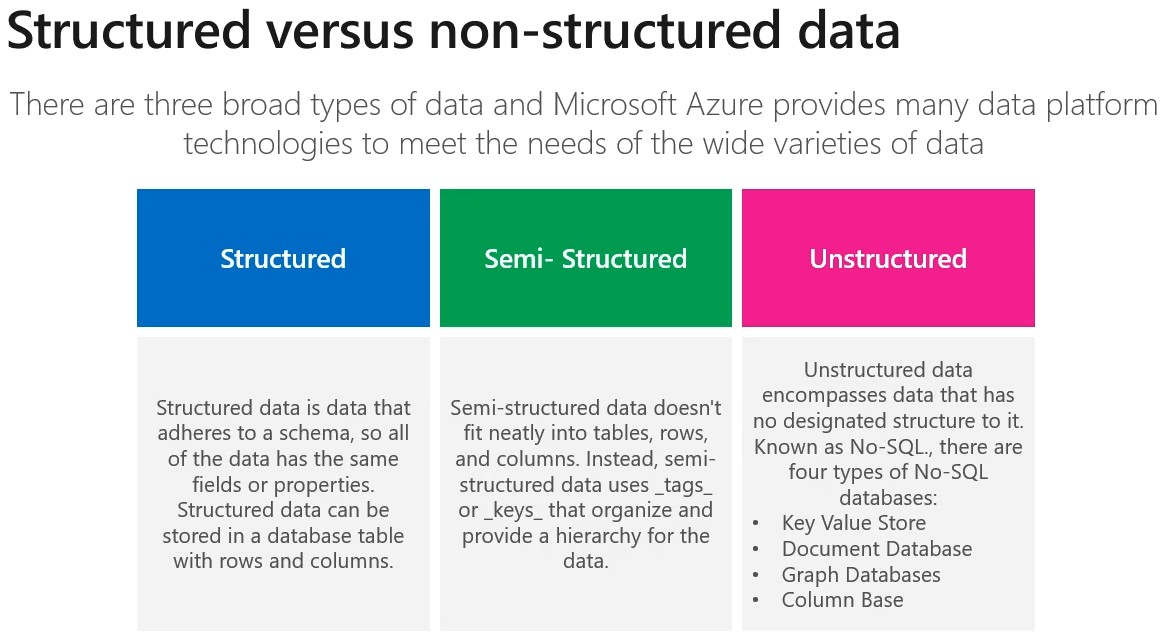 Structured versus non-structured data
There are three broad types of data and Microsoft Azure provides many data platform
technologies to meet the needs of the wide varieties of data
Structured
Structured data is data that
adheres to a schema, so all
of the data has the same
fields or properties.
Structured data can be
stored in a database table
with rows and columns.
Semi- Structured
Semi-structured data doesn't
fit neatly into tables, rows,
and columns. Instead, semi-
structured data uses _tags_
or _keys_ that organize and
provide a hierarchy for the
data.
Unstructured
Unstructured data
encompasses data that has
no designated structure to it.
Known as No-SQL., there are
four types of No-SQL
databases:
• Key Value Store
• Document Database
• Graph Databases
• Column Base